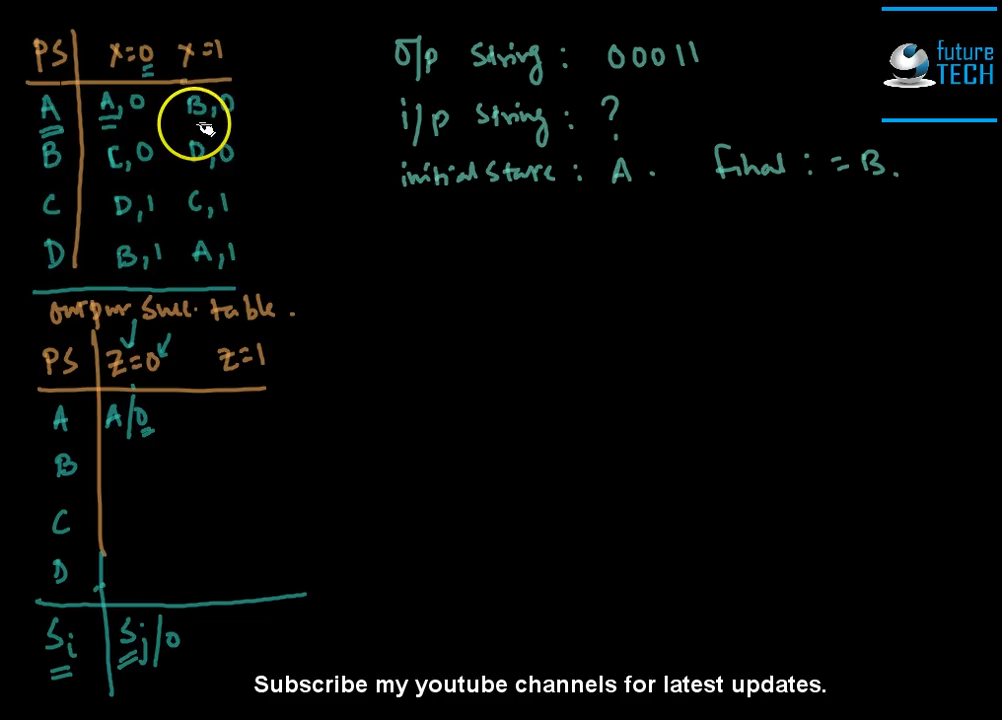 PS x=0 x=1
A A,0 B,0
B C,0 D,0
C D,1 C,1
D B,1 A,1
output succ. table.
PS Z=0 Z=1
A A/0
B
C
D
Si Sj/0
O/p string : 00011
i/p string : ?
initial state : A. final : = B.
future
TECH
Subscribe my youtube channels for latest updates.